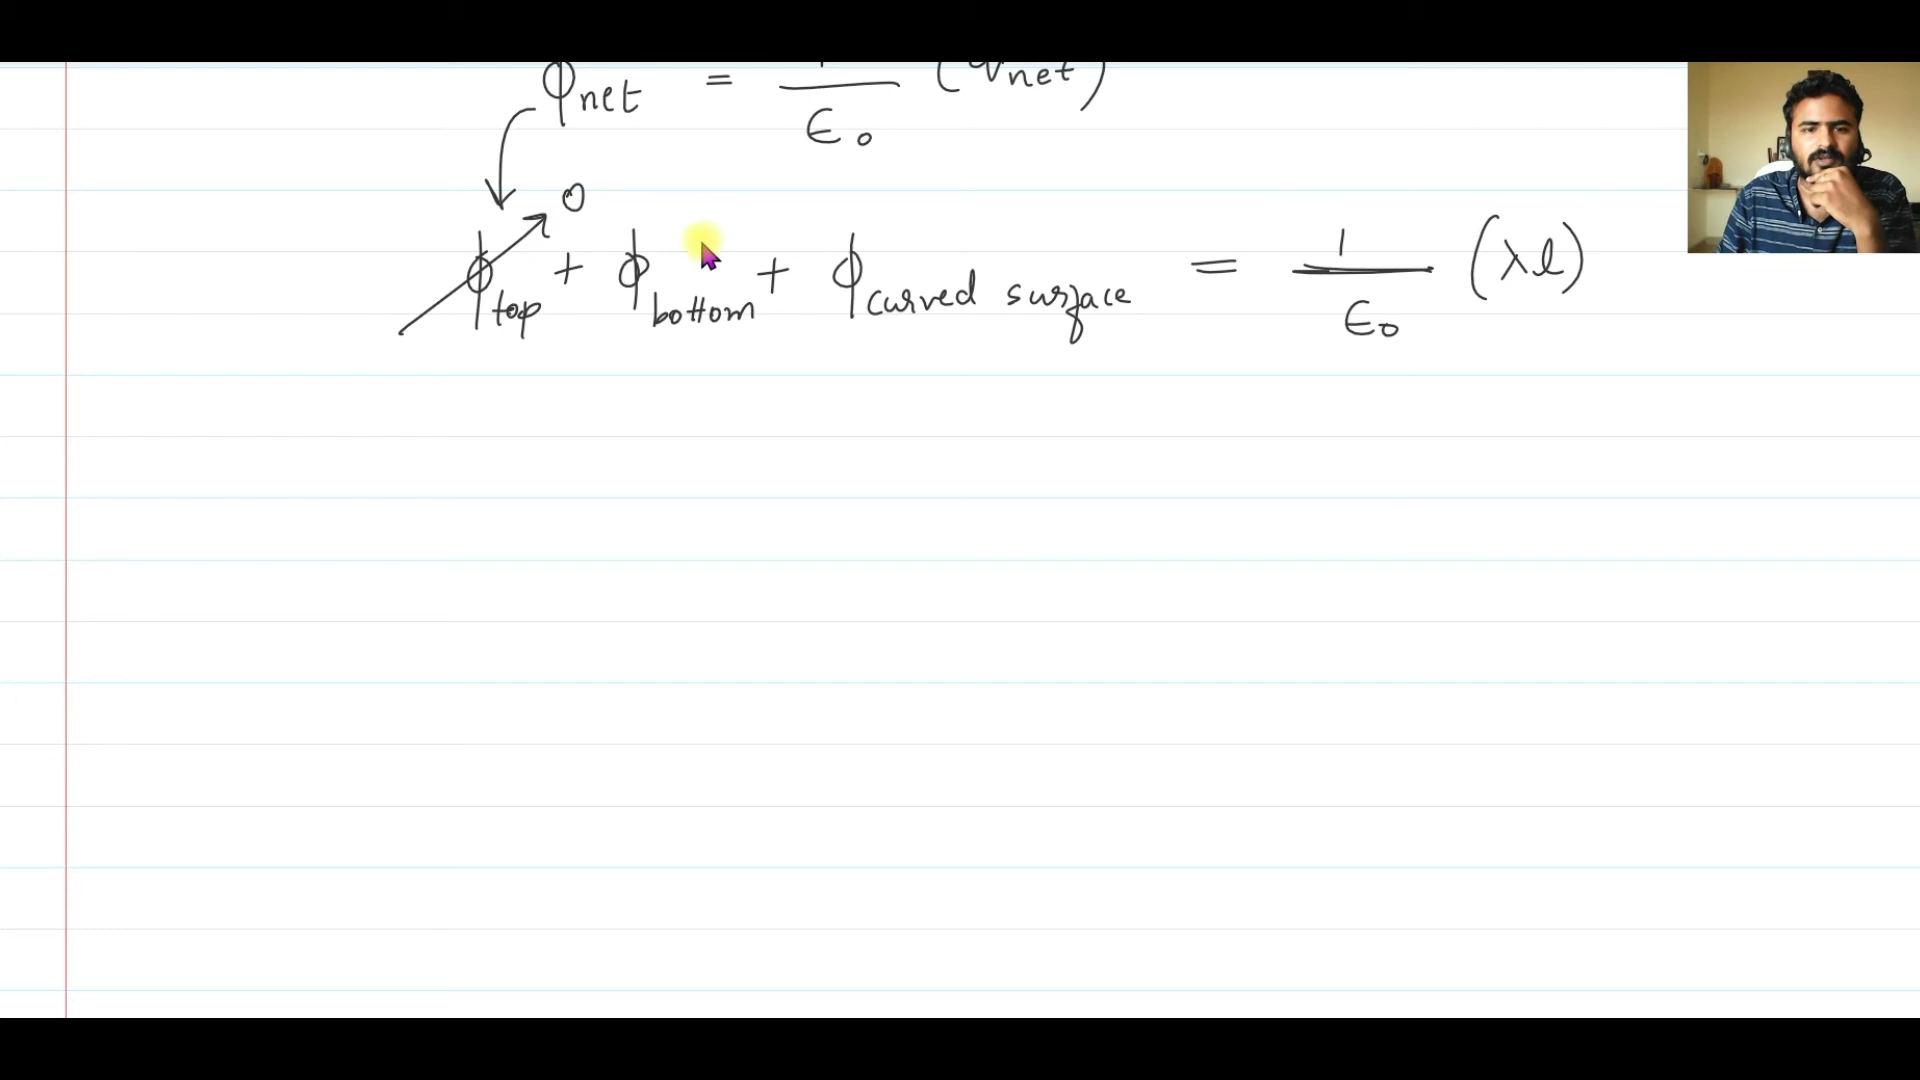 ϕnet = 1/ϵ₀ (qnet)
0
ϕtop + ϕbottom + ϕcurved surface = 1/ϵ₀ (λl)